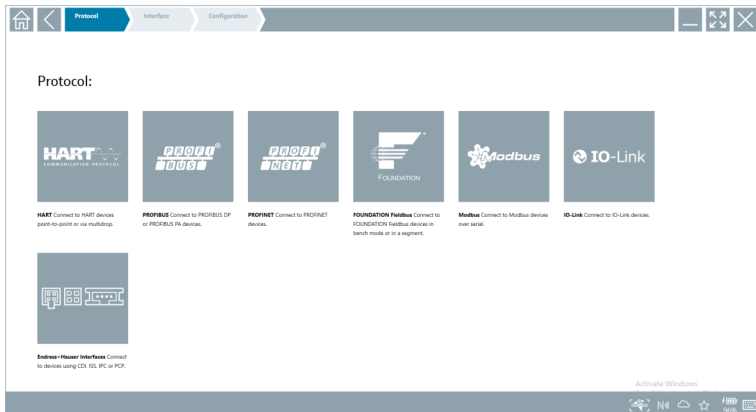 Protocol
Interface
Configuration
Protocol:
HART
COMMUNICATION PROTOCOL
PROFI
BUS
PROFI
NET
FOUNDATION
Modbus
IO-Link
HART Connect to HART devices
point-to-point or via multidrop.
PROFIBUS Connect to PROFIBUS DP
or PROFIBUS PA devices.
PROFINET Connect to PROFINET
devices.
FOUNDATION Fieldbus Connect to
FOUNDATION Fieldbus devices in
bench mode or in a segment.
Modbus Connect to Modbus devices
over serial.
IO-Link Connect to IO-Link devices.
Endress+Hauser Interfaces Connect
to devices using CDI, ISS, IPC or PCP.
Activate Windows